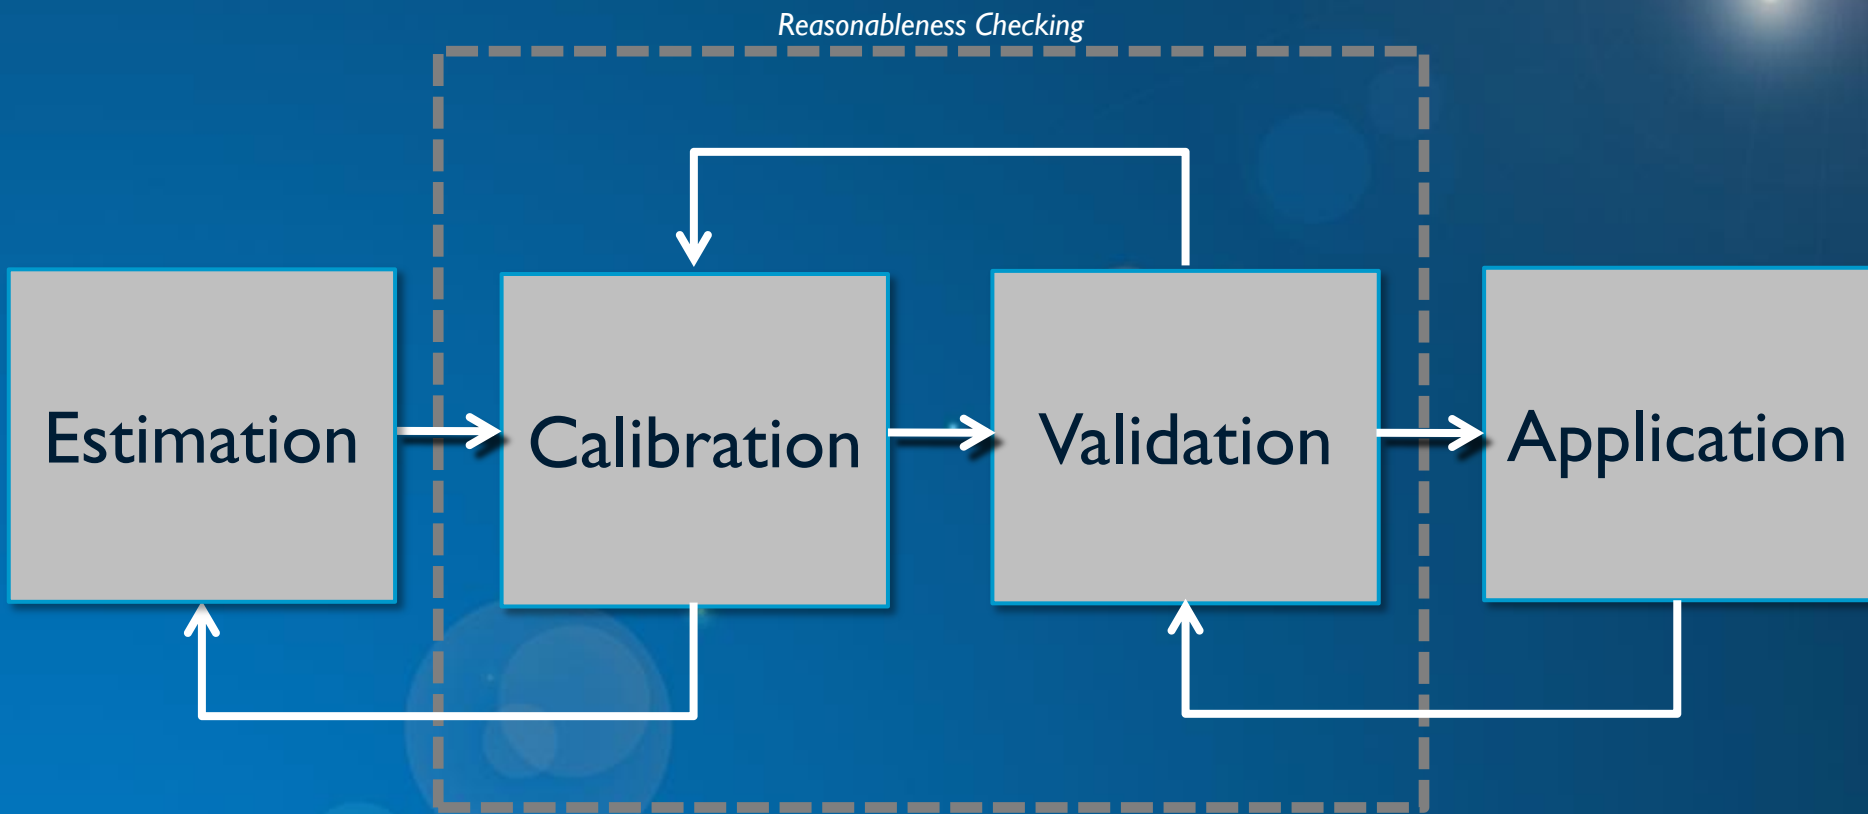 Reasonableness Checking
Estimation
Calibration
Validation
Application